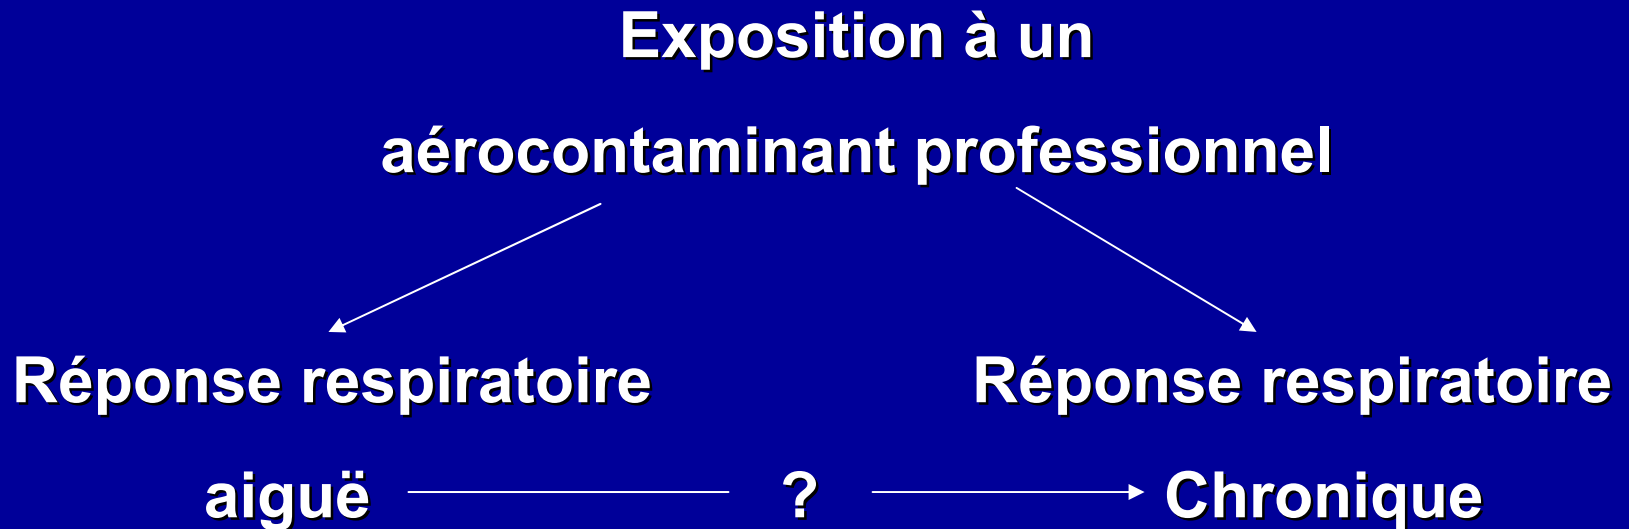 Exposition à un
aérocontaminant professionnel
Réponse respiratoire Réponse respiratoire
aiguë ? Chronique